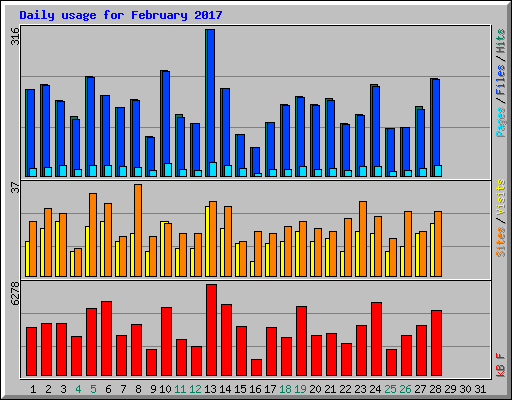 Daily usage for February 2017
316
Pages / Files / Hits
37
Sites / Visits
6278
kB F
1 2 3 4 5 6 7 8 9 10 11 12 13 14 15 16 17 18 19 20 21 22 23 24 25 26 27 28 29 30 31